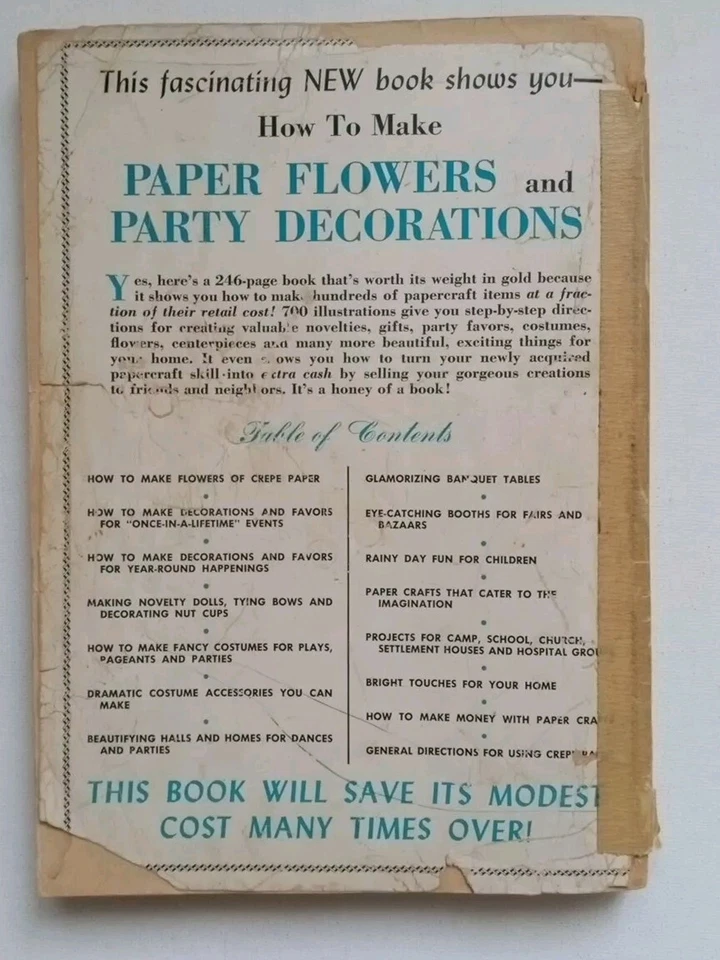 This fascinating NEW book shows you—
How To Make
PAPER FLOWERS and
PARTY DECORATIONS
Yes, here's a 246-page book that's worth its weight in gold because
it shows you how to make hundreds of papercraft items at a frac-
tion of their retail cost! 700 illustrations give you step-by-step direc-
tions for creating valuable novelties, gifts, party favors, costumes,
flowers, centerpieces and many more beautiful, exciting things for
your home. It even shows you how to turn your newly acquired
papercraft skill into extra cash by selling your gorgeous creations
to friends and neighbors. It's a honey of a book!
Table of Contents
HOW TO MAKE FLOWERS OF CREPE PAPER
HOW TO MAKE DECORATIONS AND FAVORS
FOR "ONCE-IN-A-LIFETIME" EVENTS
HOW TO MAKE DECORATIONS AND FAVORS
FOR YEAR-ROUND HAPPENINGS
MAKING NOVELTY DOLLS, TYING BOWS AND
DECORATING NUT CUPS
HOW TO MAKE FANCY COSTUMES FOR PLAYS,
PAGEANTS AND PARTIES
DRAMATIC COSTUME ACCESSORIES YOU CAN
MAKE
BEAUTIFYING HALLS AND HOMES FOR DANCES
AND PARTIES
GLAMORIZING BANQUET TABLES
EYE-CATCHING BOOTHS FOR FAIRS AND
BAZAARS
RAINY DAY FUN FOR CHILDREN
PAPER CRAFTS THAT CATER TO THE
IMAGINATION
PROJECTS FOR CAMP, SCHOOL, CHURCH,
SETTLEMENT HOUSES AND HOSPITAL GROU
BRIGHT TOUCHES FOR YOUR HOME
HOW TO MAKE MONEY WITH PAPER CRA
GENERAL DIRECTIONS FOR USING CREPE
THIS BOOK WILL SAVE ITS MODEST
COST MANY TIMES OVER!